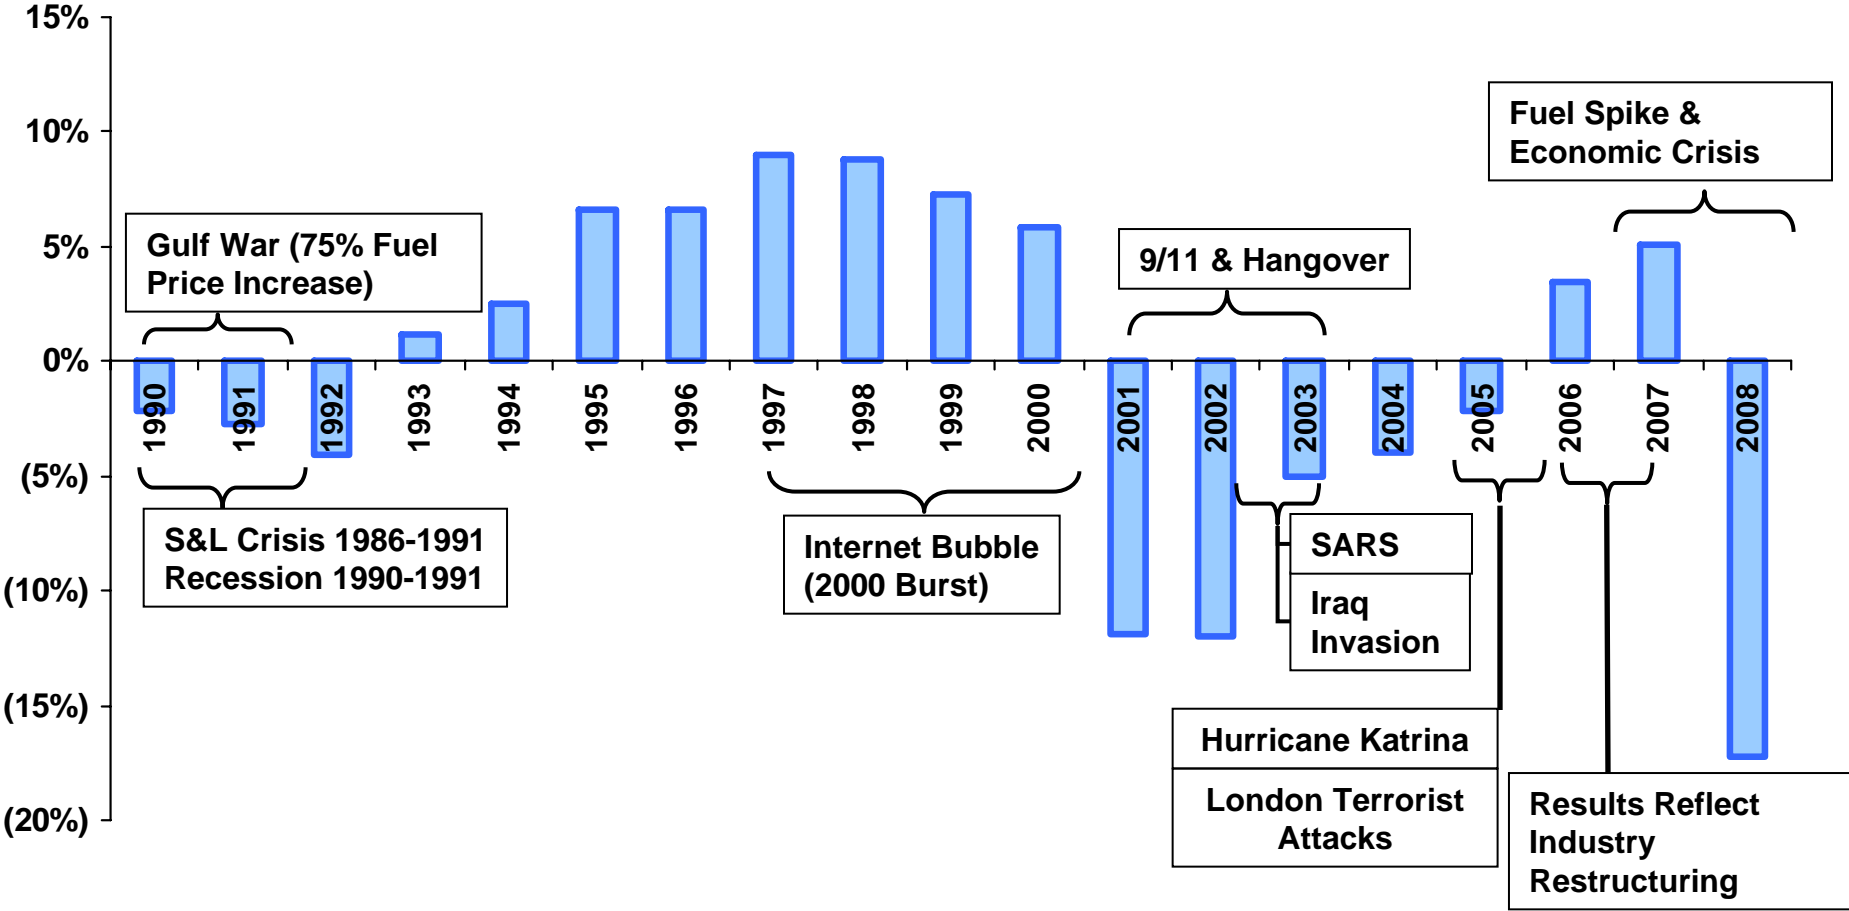 15%
10%
5%
0%
(5%)
(10%)
(15%)
(20%)
Fuel Spike &
Economic Crisis
Gulf War (75% Fuel
Price Increase)
9/11 & Hangover
1990
1991
1992
1993
1994
1995
1996
1997
1998
1999
2000
2001
2002
2003
2004
2005
2006
2007
2008
S&L Crisis 1986-1991
Recession 1990-1991
Internet Bubble
(2000 Burst)
SARS
Iraq
Invasion
Hurricane Katrina
London Terrorist
Attacks
Results Reflect
Industry
Restructuring